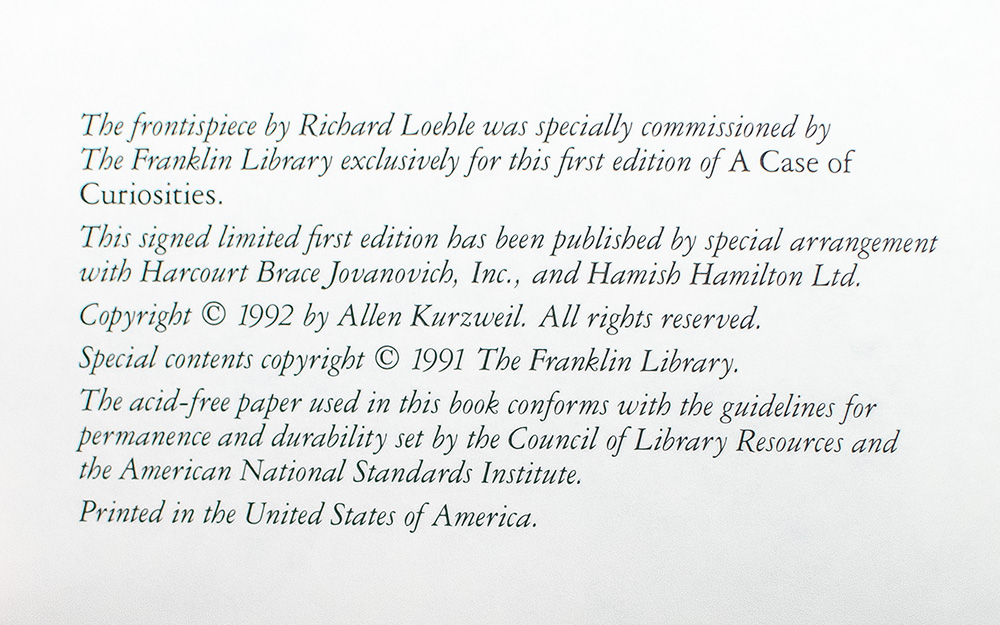 The frontispiece by Richard Loehle was specially commissioned by
The Franklin Library exclusively for this first edition of A Case of
Curiosities.
This signed limited first edition has been published by special arrangement
with Harcourt Brace Jovanovich, Inc., and Hamish Hamilton Ltd.
Copyright © 1992 by Allen Kurzweil. All rights reserved.
Special contents copyright © 1991 The Franklin Library.
The acid-free paper used in this book conforms with the guidelines for
permanence and durability set by the Council of Library Resources and
the American National Standards Institute.
Printed in the United States of America.